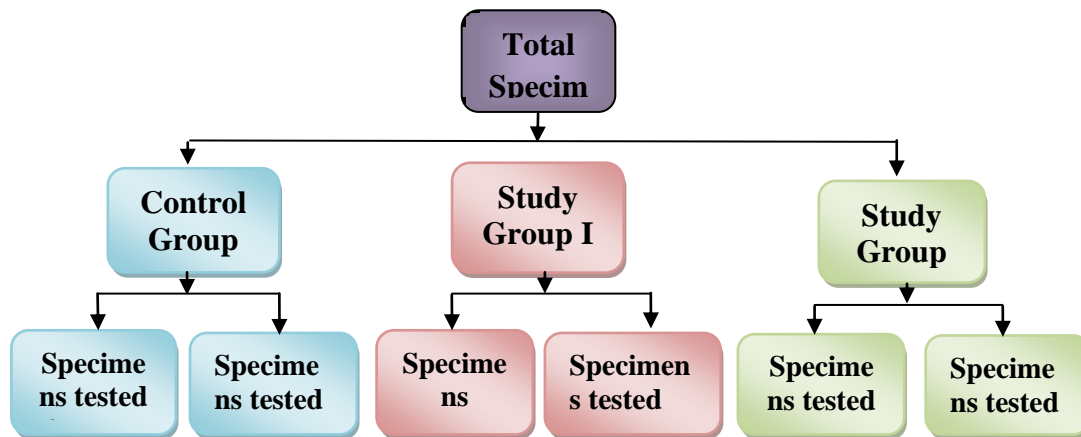 Total
Specim
Control
Group
Study
Group I
Study
Group
Specime
ns tested
Specime
ns tested
Specime
ns
Specimen
s tested
Specime
ns tested
Specime
ns tested